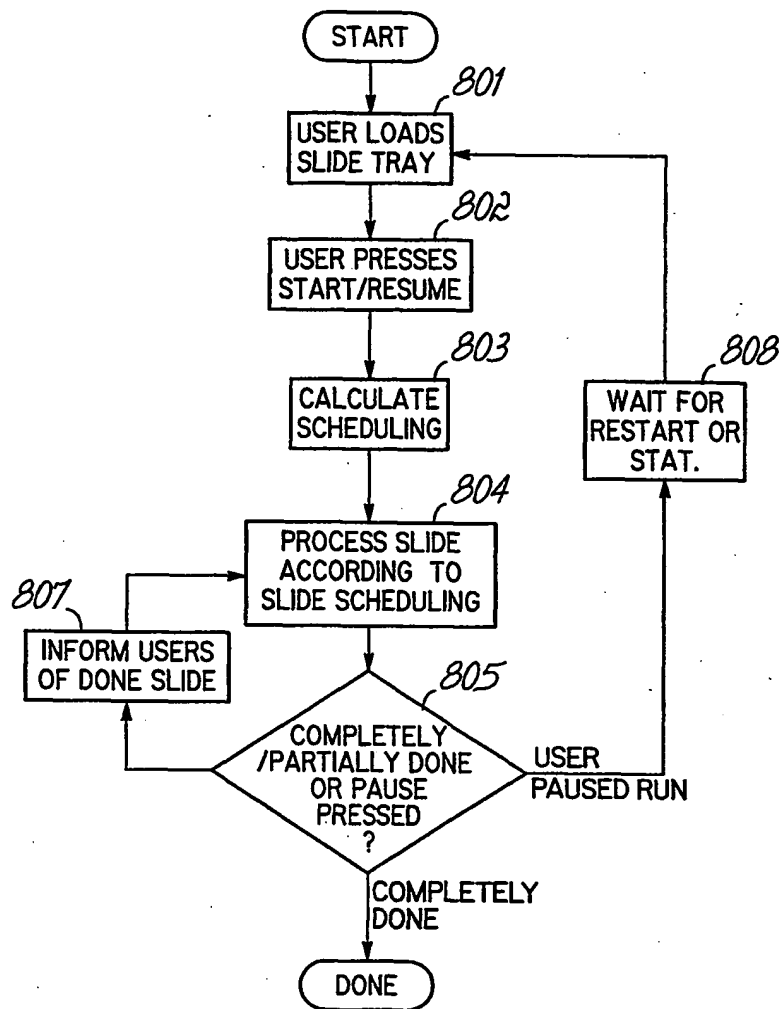 START
801
USER LOADS
SLIDE TRAY
802
USER PRESSES
START/RESUME
803
CALCULATE
SCHEDULING
808
WAIT FOR
RESTART OR
STAT.
804
PROCESS SLIDE
ACCORDING TO
SLIDE SCHEDULING
807
INFORM USERS
OF DONE SLIDE
805
COMPLETELY
/PARTIALLY DONE
OR PAUSE
PRESSED
?
USER
PAUSED RUN
COMPLETELY
DONE
DONE